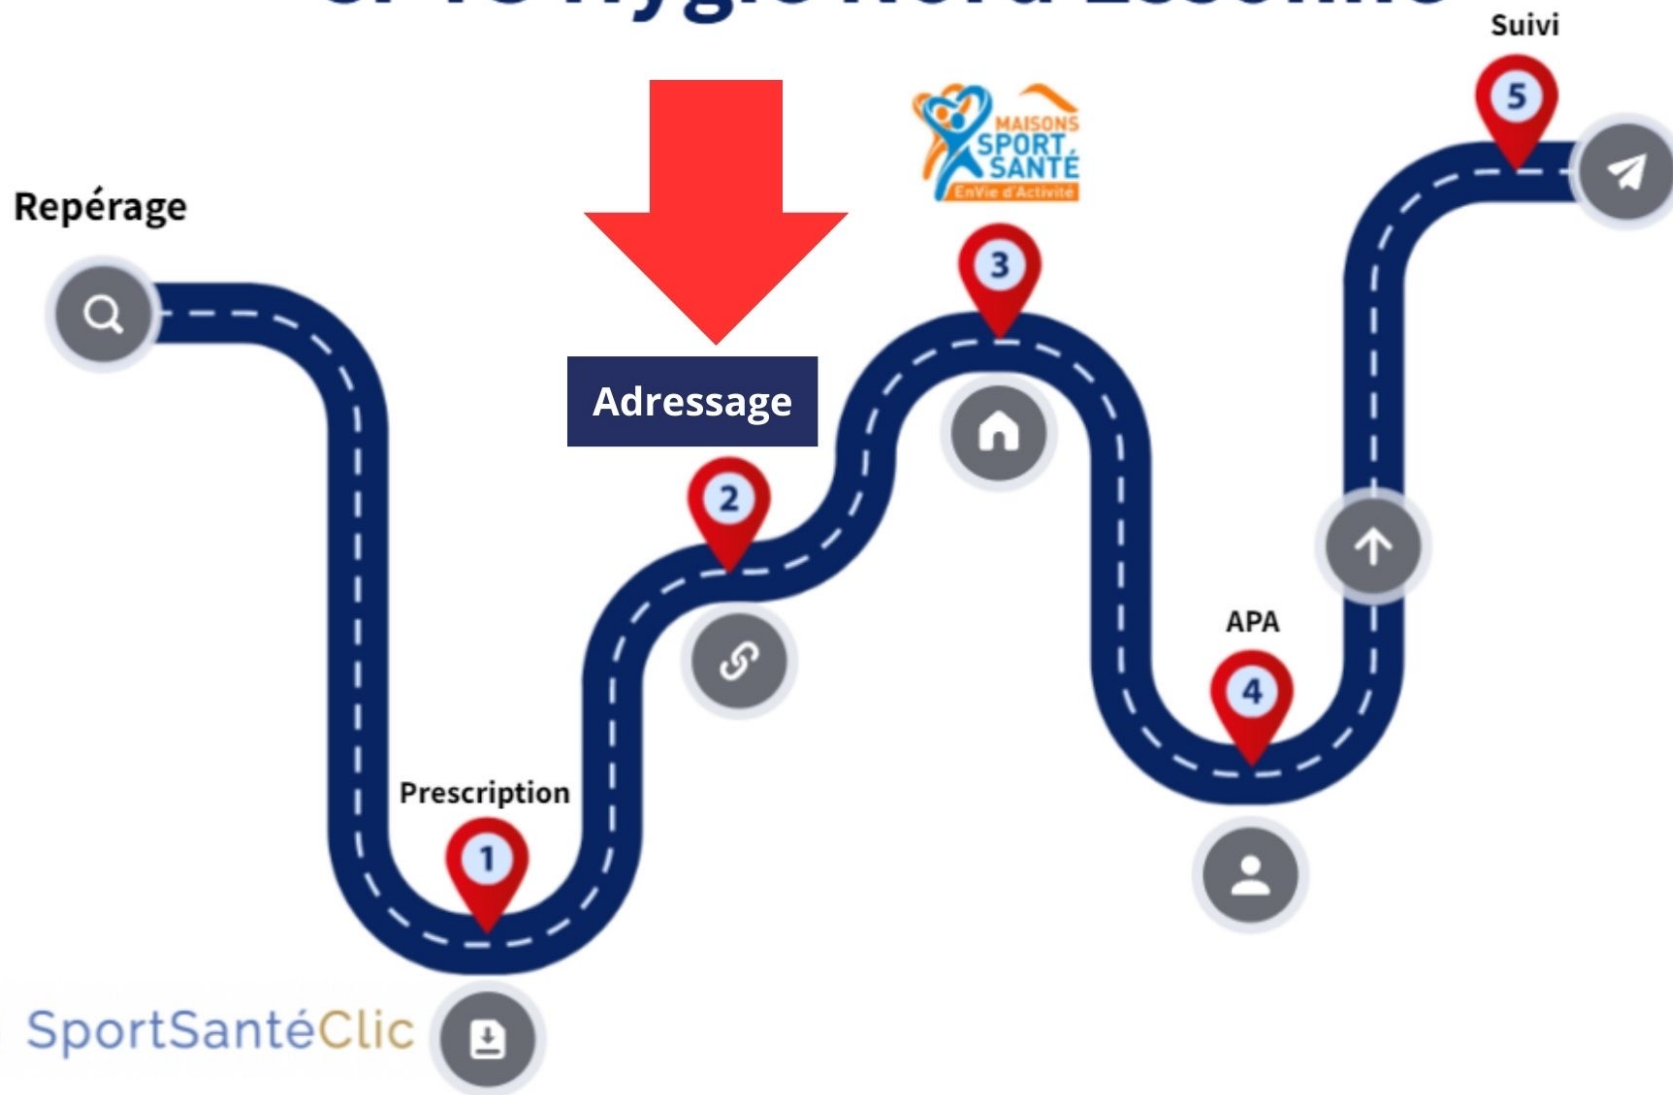 Suivi
5
MAISONS
SPORT
SANTÉ
EnVie d'Activité
Repérage
3
Adressage
2
APA
4
Prescription
1
SportSantéClic